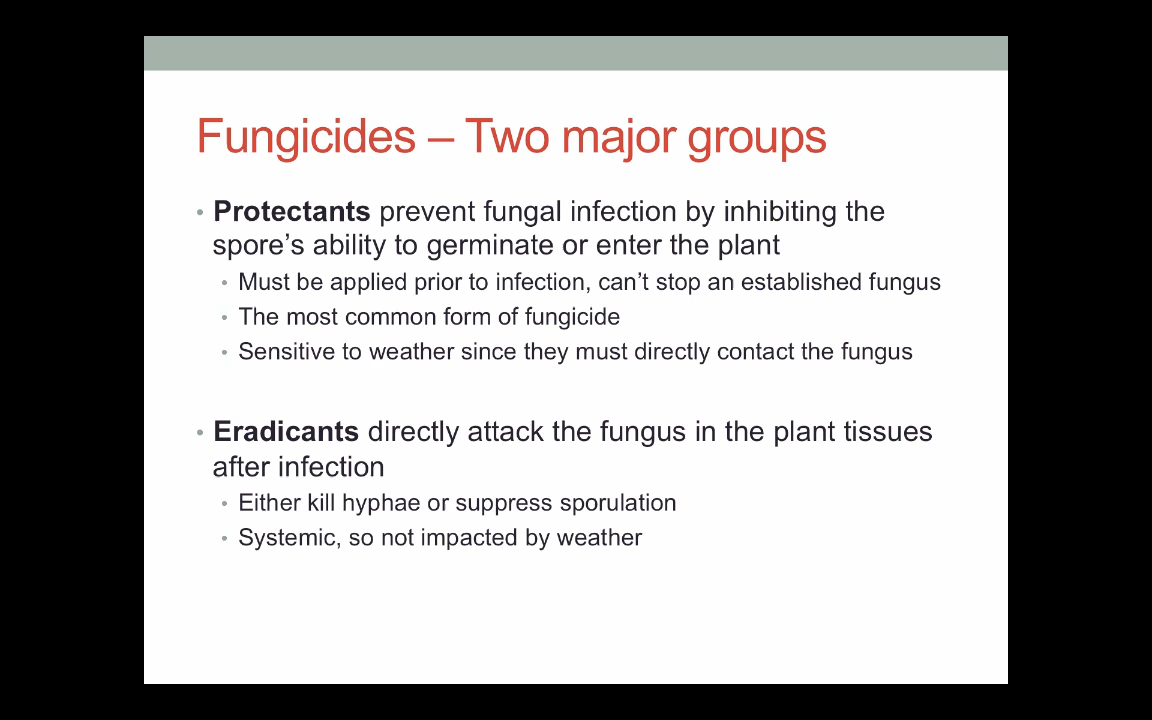 Fungicides – Two major groups
• Protectants prevent fungal infection by inhibiting the
spore’s ability to germinate or enter the plant
• Must be applied prior to infection, can’t stop an established fungus
• The most common form of fungicide
• Sensitive to weather since they must directly contact the fungus
• Eradicants directly attack the fungus in the plant tissues
after infection
• Either kill hyphae or suppress sporulation
• Systemic, so not impacted by weather